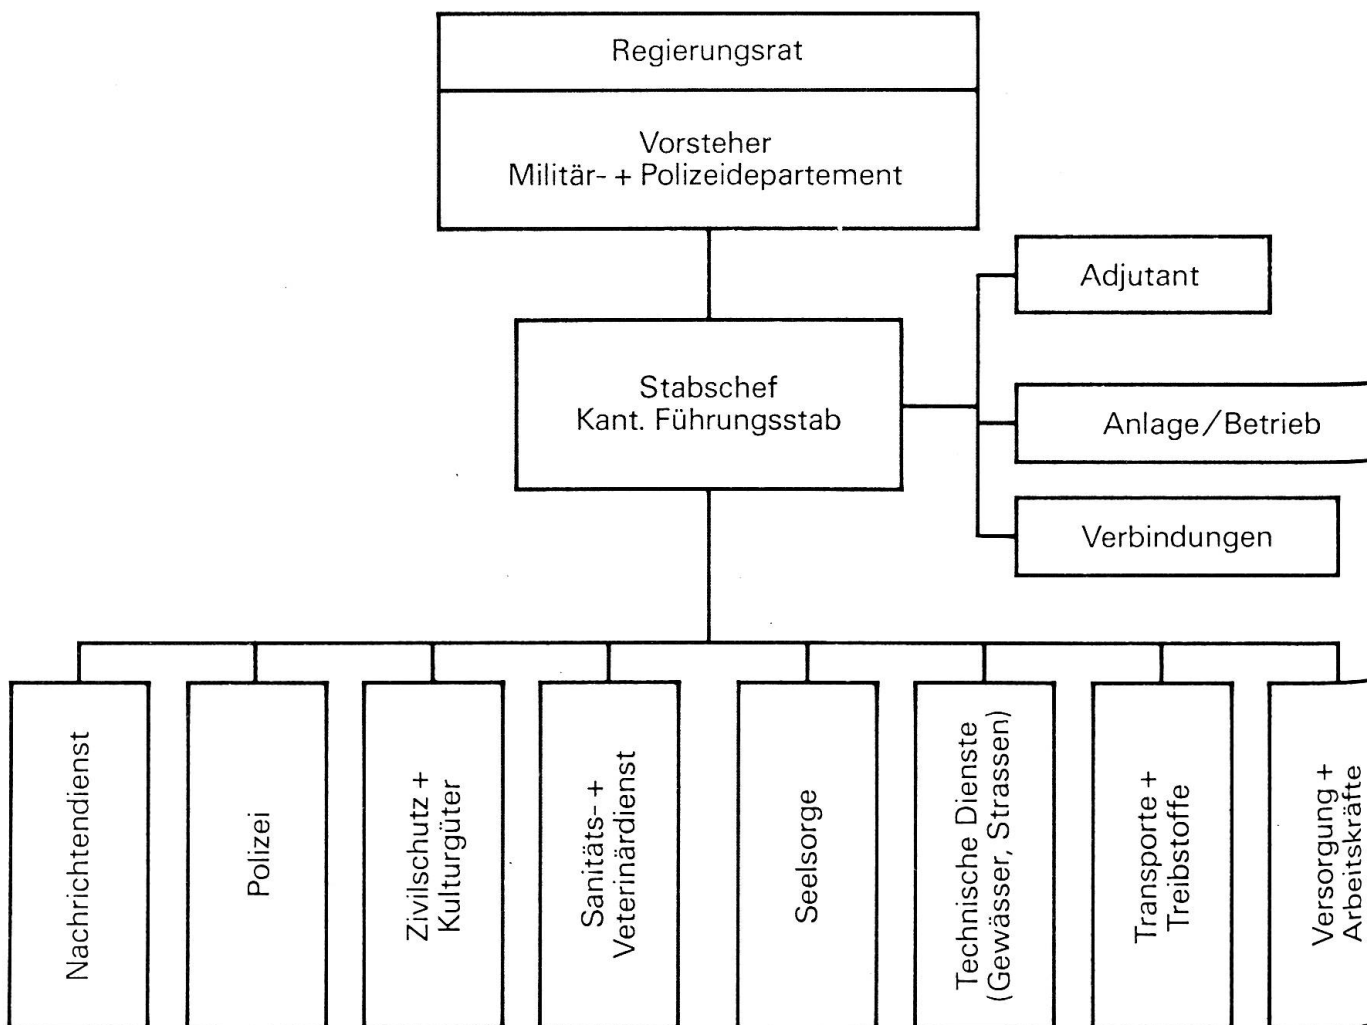 Regierungsrat
Vorsteher
Militär- + Polizeidepartement
Adjutant
Stabschef
Kant. Führungsstab
Anlage/Betrieb
Verbindungen
Nachrichtendienst
Polizei
Zivilschutz +
Kulturgüter
Sanitäts- +
Veterinärdienst
Seelsorge
Technische Dienste
(Gewässer, Strassen)
Transporte +
Treibstoffe
Versorgung +
Arbeitskräfte